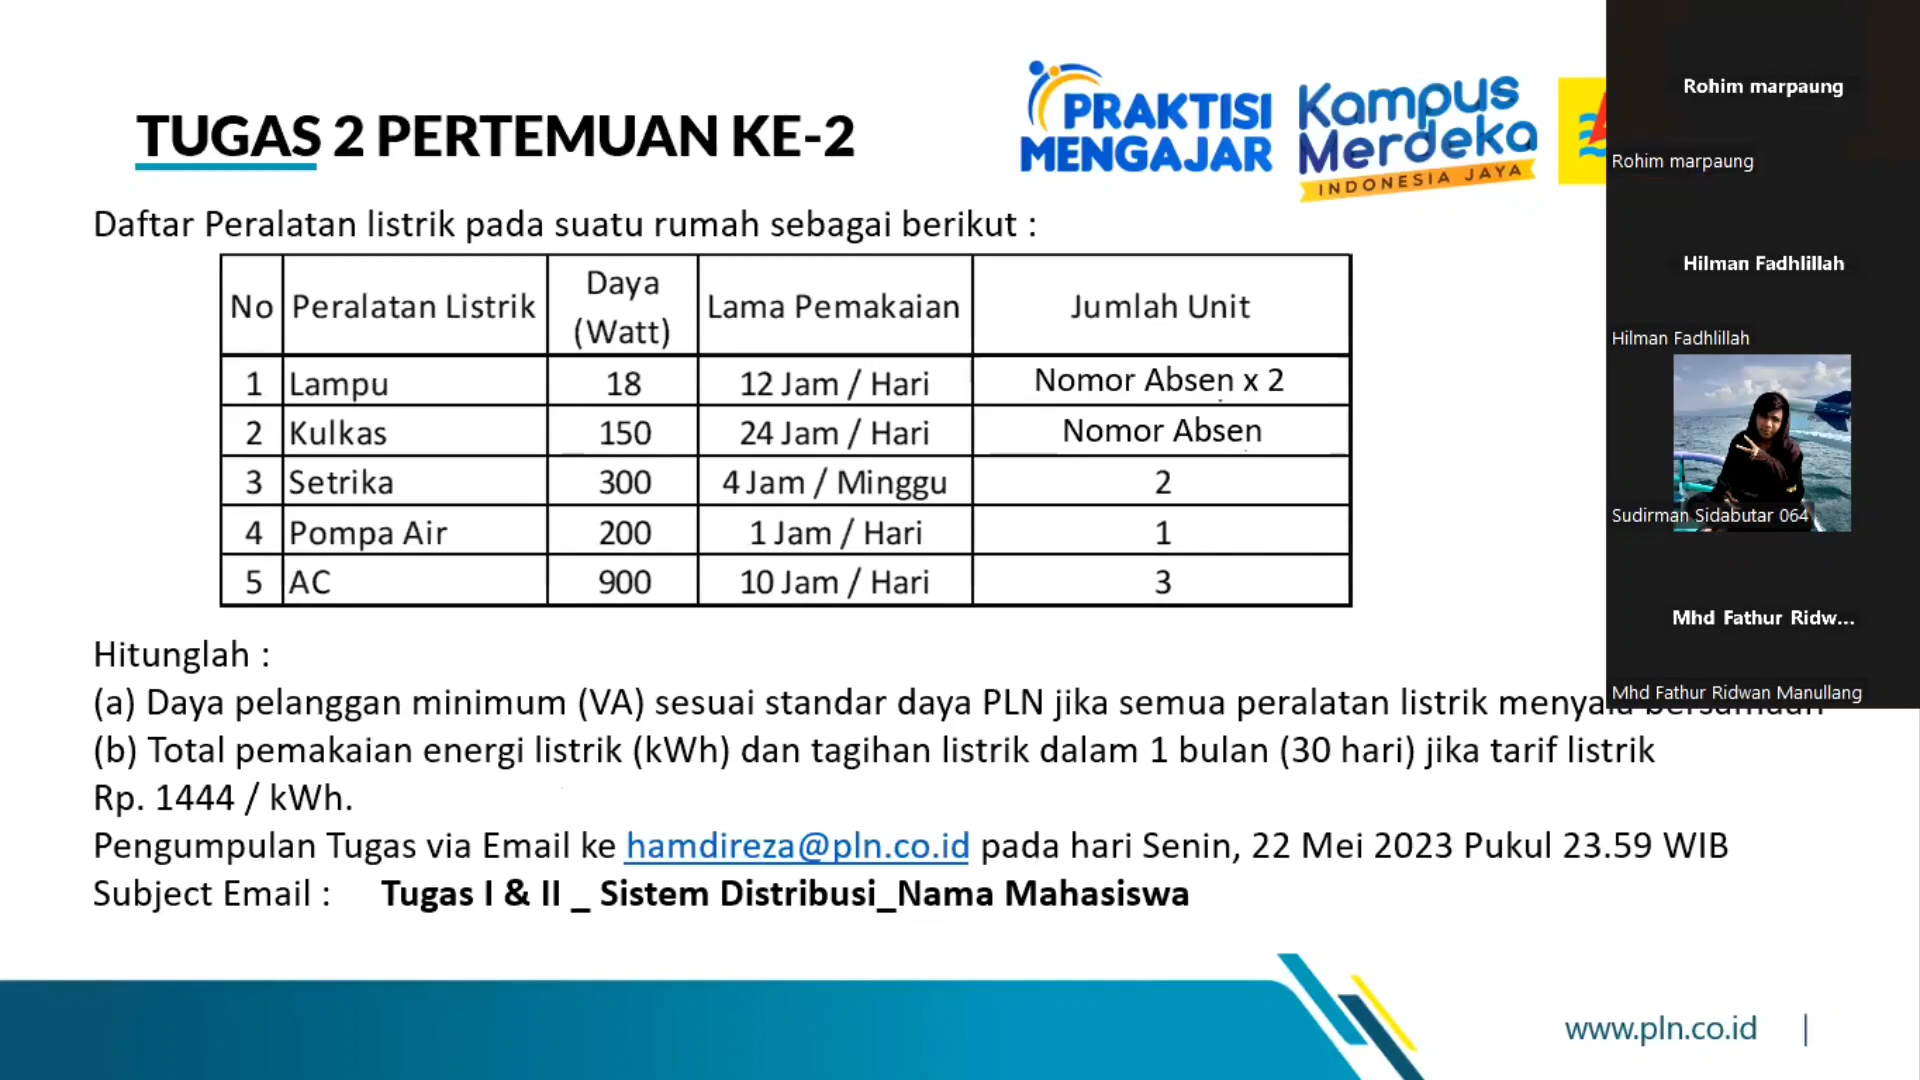 TUGAS 2 PERTEMUAN KE-2
PRAKTISI
MENGAJAR
Kampus
Merdeka
INDONESIA JAYA
Daftar Peralatan listrik pada suatu rumah sebagai berikut :
No Peralatan Listrik Daya (Watt) Lama Pemakaian Jumlah Unit
1 Lampu 18 12 Jam / Hari Nomor Absen x 2
2 Kulkas 150 24 Jam / Hari Nomor Absen
3 Setrika 300 4 Jam / Minggu 2
4 Pompa Air 200 1 Jam / Hari 1
5 AC 900 10 Jam / Hari 3
Hitunglah :
(a) Daya pelanggan minimum (VA) sesuai standar daya PLN jika semua peralatan listrik menyala
(b) Total pemakaian energi listrik (kWh) dan tagihan listrik dalam 1 bulan (30 hari) jika tarif listrik
Rp. 1444 / kWh.
Pengumpulan Tugas via Email ke hamdireza@pln.co.id pada hari Senin, 22 Mei 2023 Pukul 23.59 WIB
Subject Email : Tugas I & II _ Sistem Distribusi_Nama Mahasiswa
www.pln.co.id |
Rohim marpaung
Rohim marpaung
Hilman Fadhlillah
Hilman Fadhlillah
Sudirman Sidabutar 064
Mhd Fathur Ridw...
Mhd Fathur Ridwan Manullang